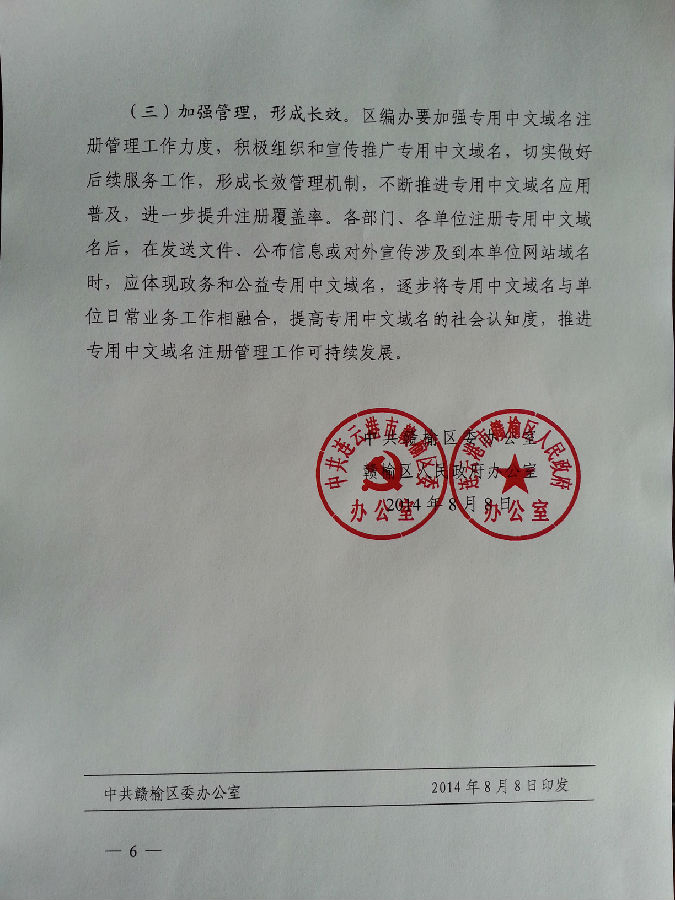 （三）加强管理，形成长效。区编办要加强专用中文域名注
册管理工作力度，积极组织和宣传推广专用中文域名，切实做好
后续服务工作，形成长效管理机制，不断推进专用中文域名应用
普及，进一步提升注册覆盖率。各部门、各单位注册专用中文域
名后，在发送文件、公布信息或对外宣传涉及到本单位网站域名
时，应体现政务和公益专用中文域名，逐步将专用中文域名与单
位日常业务工作相融合，提高专用中文域名的社会认知度，推进
专用中文域名注册管理工作可持续发展。
中共赣榆区委办公室
赣榆区人民政府办公室
2014年8月8日
中共连云港市赣榆区委
办公室
连云港市赣榆区人民政府
办公室
中共赣榆区委办公室 2014年8月8日印发
— 6 —